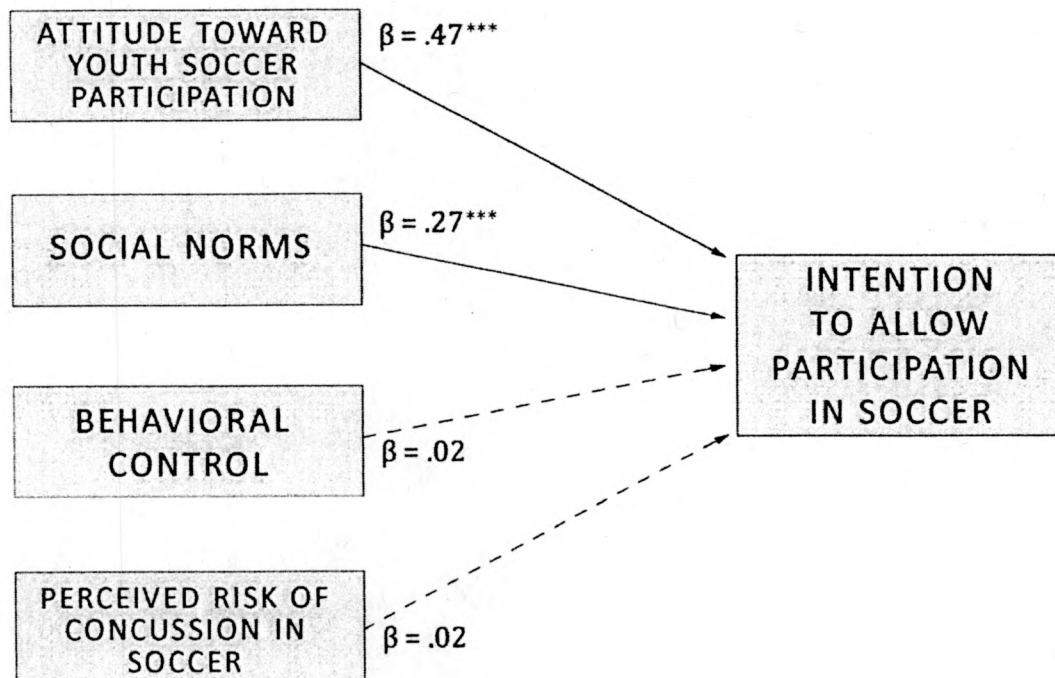 ATTITUDE TOWARD
YOUTH SOCCER
PARTICIPATION
β = .47***
SOCIAL NORMS
β = .27***
BEHAVIORAL
CONTROL
β = .02
PERCEIVED RISK OF
CONCUSSION IN
SOCCER
β = .02
INTENTION
TO ALLOW
PARTICIPATION
IN SOCCER